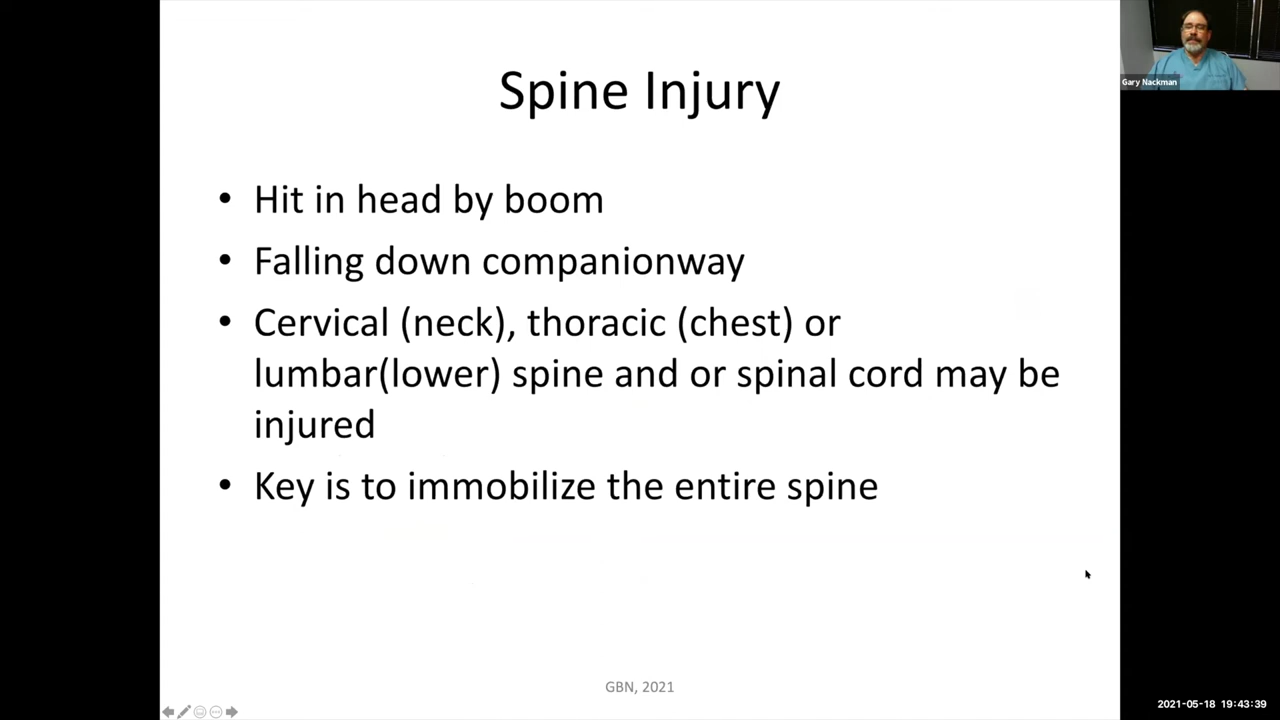 Gary Nackman
Spine Injury
• Hit in head by boom
• Falling down companionway
• Cervical (neck), thoracic (chest) or
lumbar(lower) spine and or spinal cord may be
injured
• Key is to immobilize the entire spine
GBN, 2021
2021-05-18 19:43:39